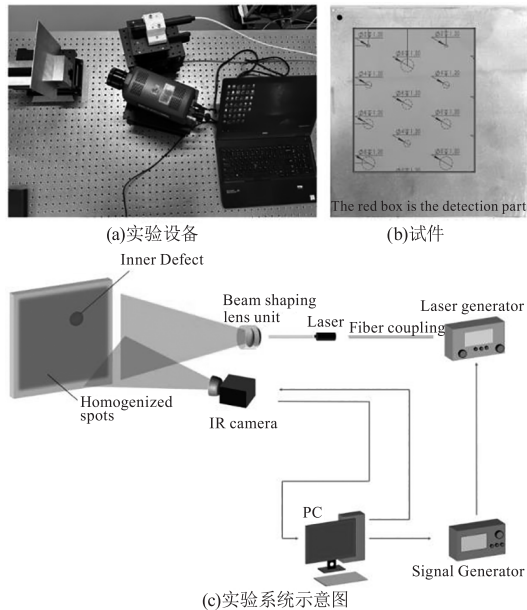 The red box is the detection part
(a)实验设备
(b)试件
Inner Defect
Beam shaping
lens unit
Laser
Fiber coupling
Laser generator
Homogenized
spots
IR camera
PC
Signal Generator
(c)实验系统示意图